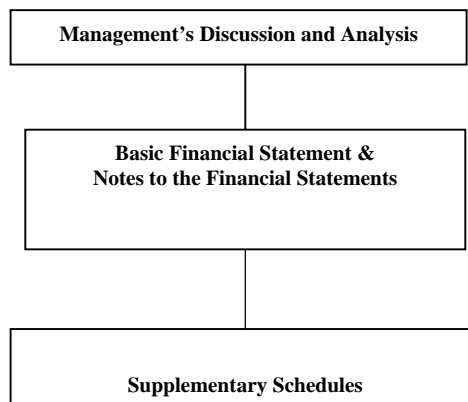 Management’s Discussion and Analysis
Basic Financial Statement &
Notes to the Financial Statements
Supplementary Schedules